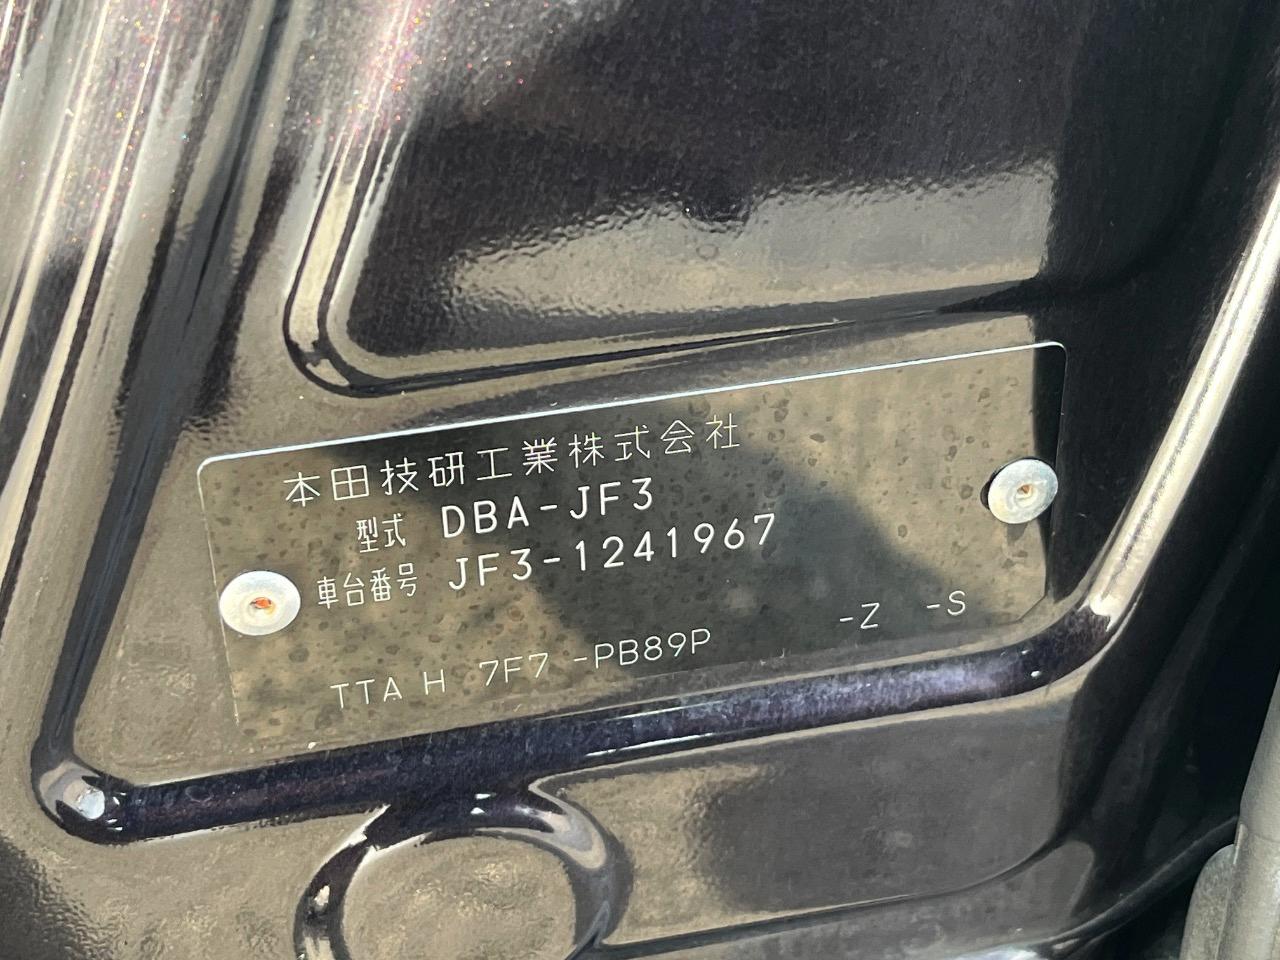 本田技研工業株式会社
型式 DBA-JF3
車台番号 JF3-1241967
TTA H 7F7 -PB89P -Z -S